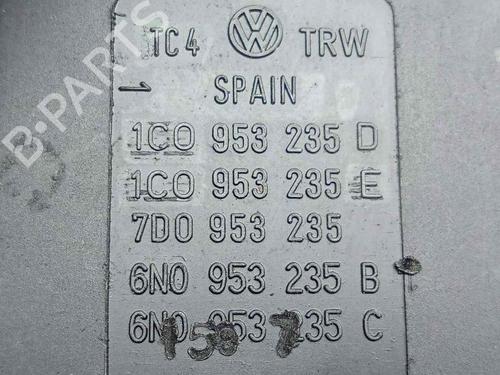 B-PARTS
TC4 VW TRW
1
SPAIN
1C0 953 235 D
1C0 953 235 E
7D0 953 235
6N0 953 235 B
6N0 953 235 C